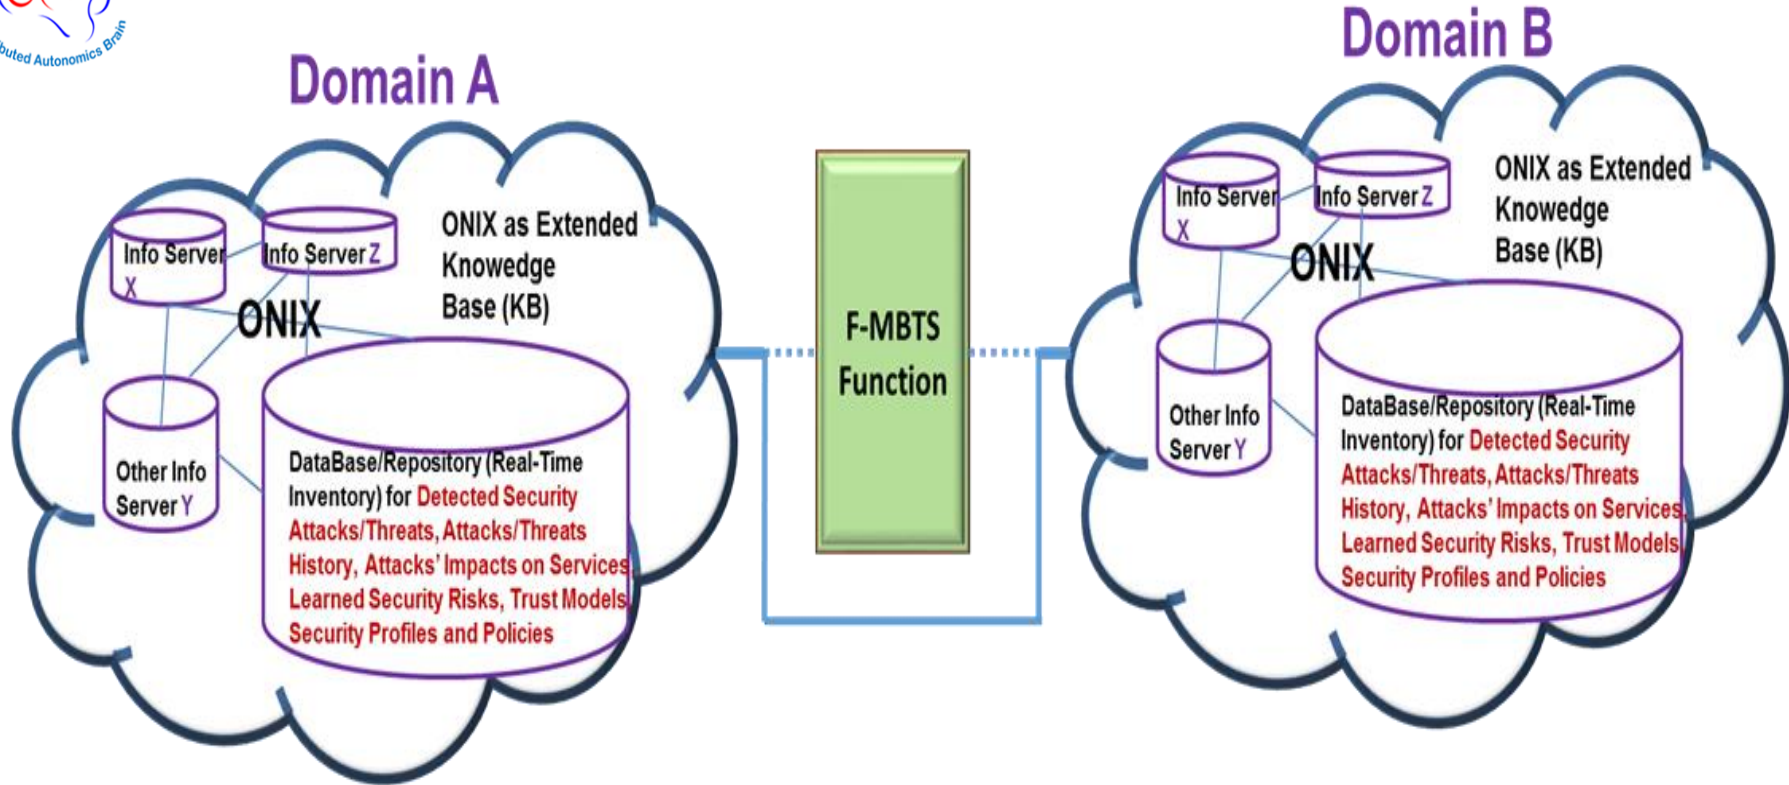 Autonomics Brain
Domain A
Info Server
X
Info Server Z
ONIX
ONIX as Extended
Knowedge
Base (KB)
Other Info
Server Y
DataBase/Repository (Real-Time
Inventory) for Detected Security
Attacks/Threats, Attacks/Threats
History, Attacks' Impacts on Services,
Learned Security Risks, Trust Models
Security Profiles and Policies
F-MBTS
Function
Domain B
Info Server
X
Info Server Z
ONIX
ONIX as Extended
Knowedge
Base (KB)
Other Info
Server Y
DataBase/Repository (Real-Time
Inventory) for Detected Security
Attacks/Threats, Attacks/Threats
History, Attacks' Impacts on Services,
Learned Security Risks, Trust Models
Security Profiles and Policies